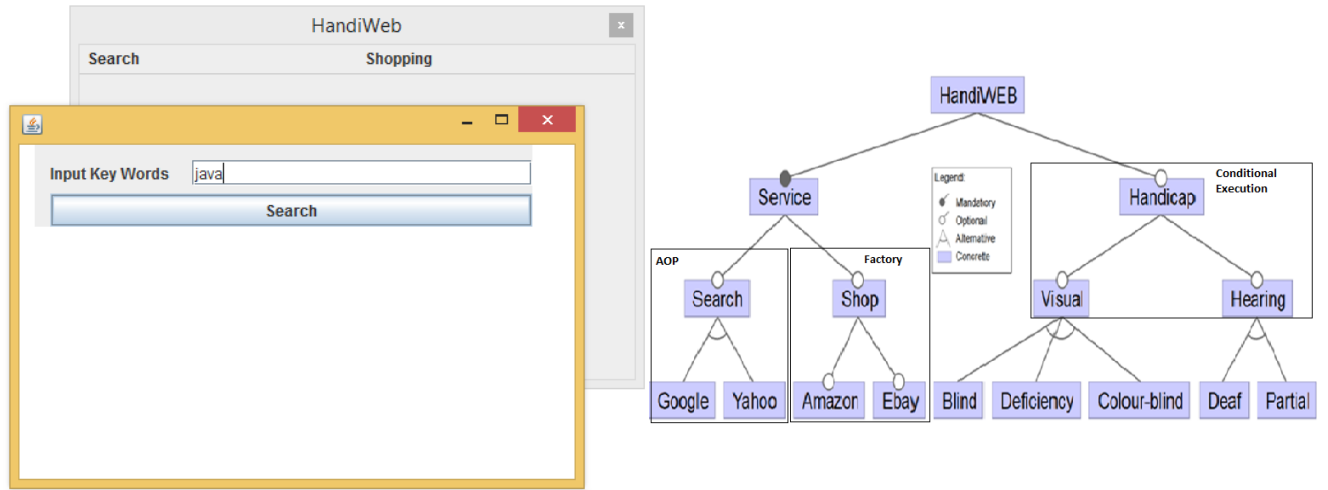 HandiWeb
x
Search Shopping
Input Key Words java
Search
HandiWEB
Service
Handicap
Conditional
Execution
Legend:
Mandatory
Optional
Alternative
Concrete
AOP
Factory
Search
Shop
Visual
Hearing
Google
Yahoo
Amazon
Ebay
Blind
Deficiency
Colour-blind
Deaf
Partial